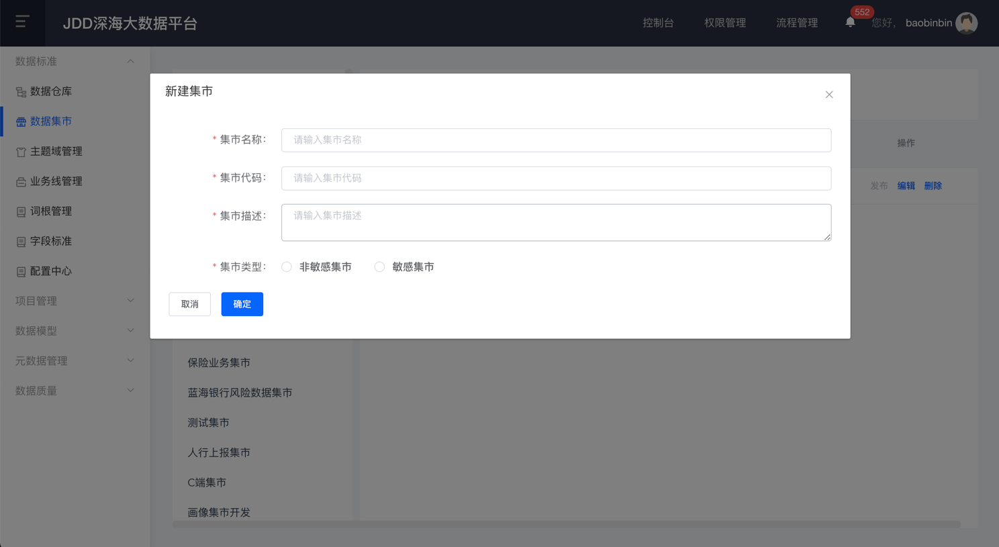 JDD深海大数据平台
控制台
权限管理
流程管理
552
您好，
baobinbin
数据标准
数据仓库
数据集市
主题域管理
业务线管理
词根管理
字段标准
配置中心
项目管理
数据模型
元数据管理
数据质量
新建集市
* 集市名称：
请输入集市名称
* 集市代码：
请输入集市代码
* 集市描述：
请输入集市描述
* 集市类型：
非敏感集市
敏感集市
取消
确定
操作
发布 编辑 删除
保险业务集市
蓝海银行风险数据集市
测试集市
人行上报集市
C端集市
画像集市开发